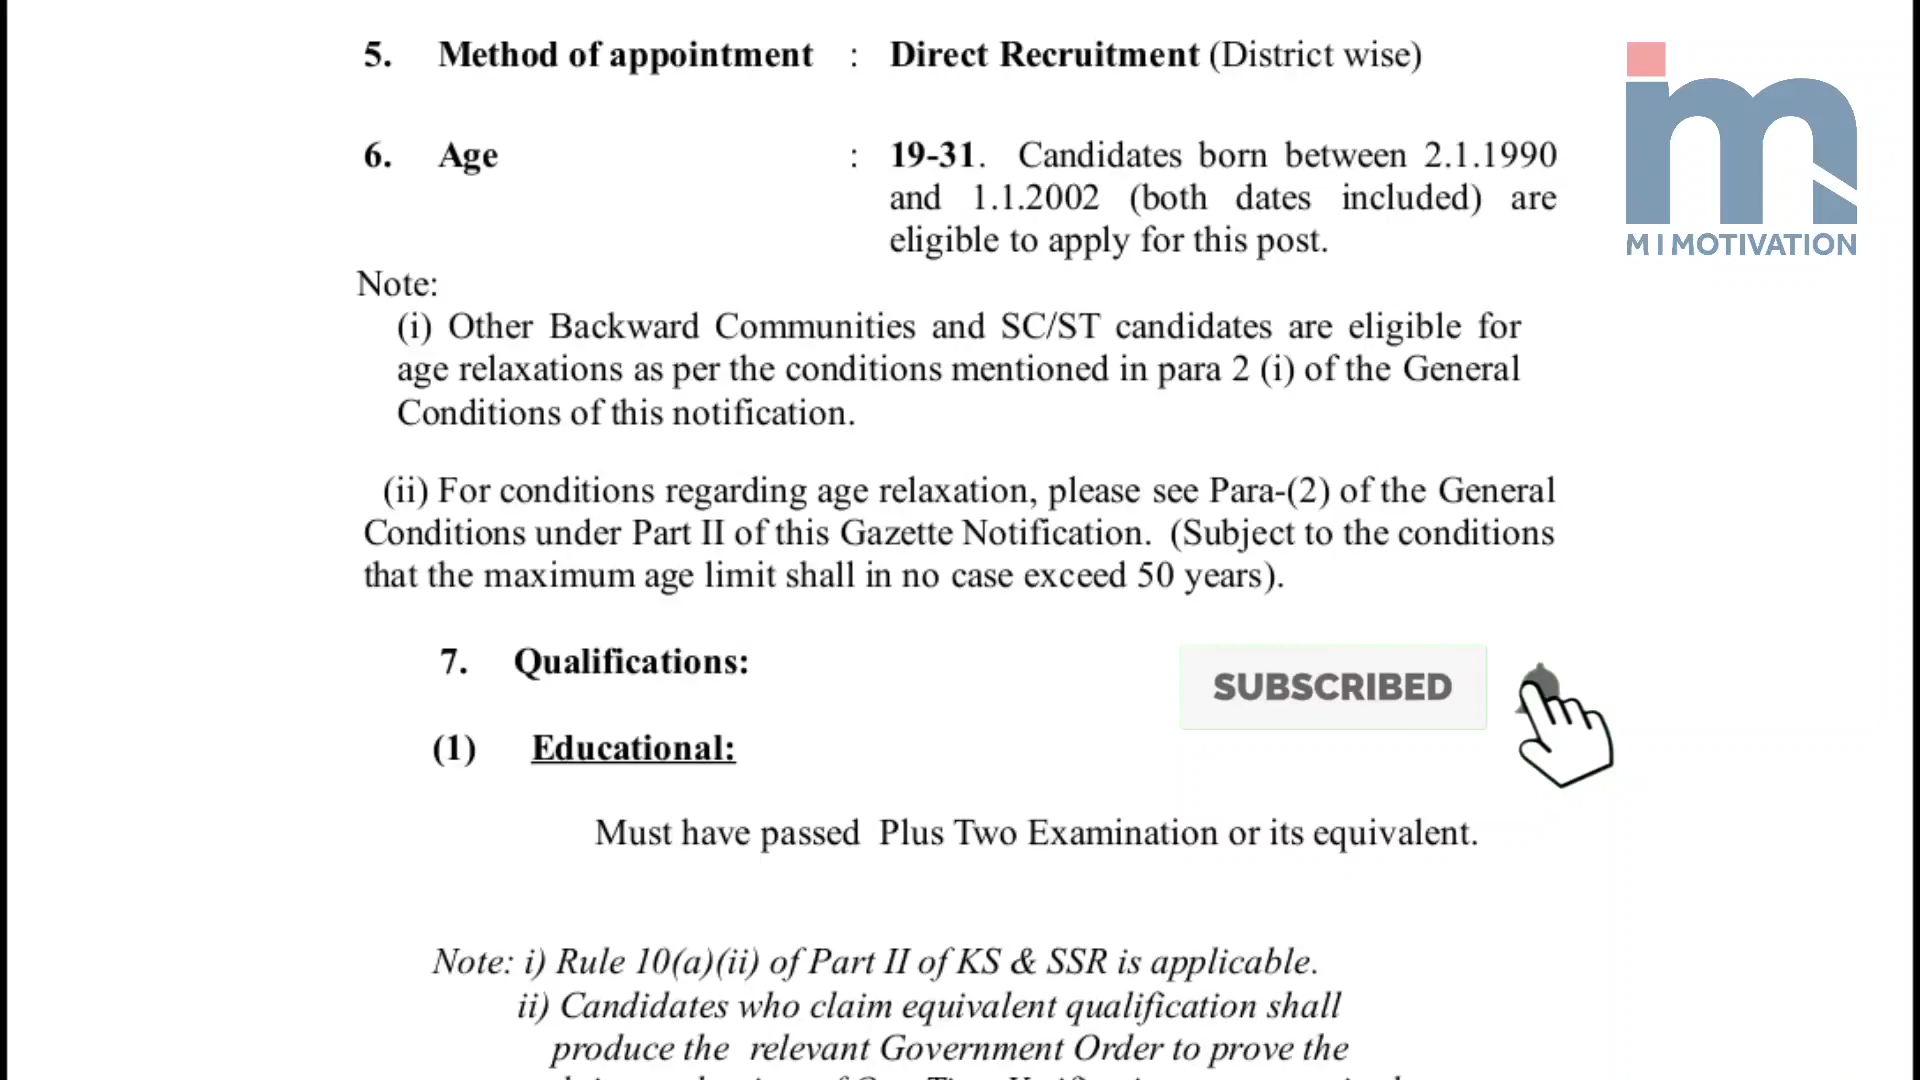 5. Method of appointment : Direct Recruitment (District wise)
6. Age : 19-31. Candidates born between 2.1.1990
and 1.1.2002 (both dates included) are
eligible to apply for this post.
Note:
(i) Other Backward Communities and SC/ST candidates are eligible for
age relaxations as per the conditions mentioned in para 2 (i) of the General
Conditions of this notification.
(ii) For conditions regarding age relaxation, please see Para-(2) of the General
Conditions under Part II of this Gazette Notification. (Subject to the conditions
that the maximum age limit shall in no case exceed 50 years).
7. Qualifications:
(1) Educational:
Must have passed Plus Two Examination or its equivalent.
Note: i) Rule 10(a)(ii) of Part II of KS & SSR is applicable.
ii) Candidates who claim equivalent qualification shall
produce the relevant Government Order to prove the
im
M I MOTIVATION
SUBSCRIBED